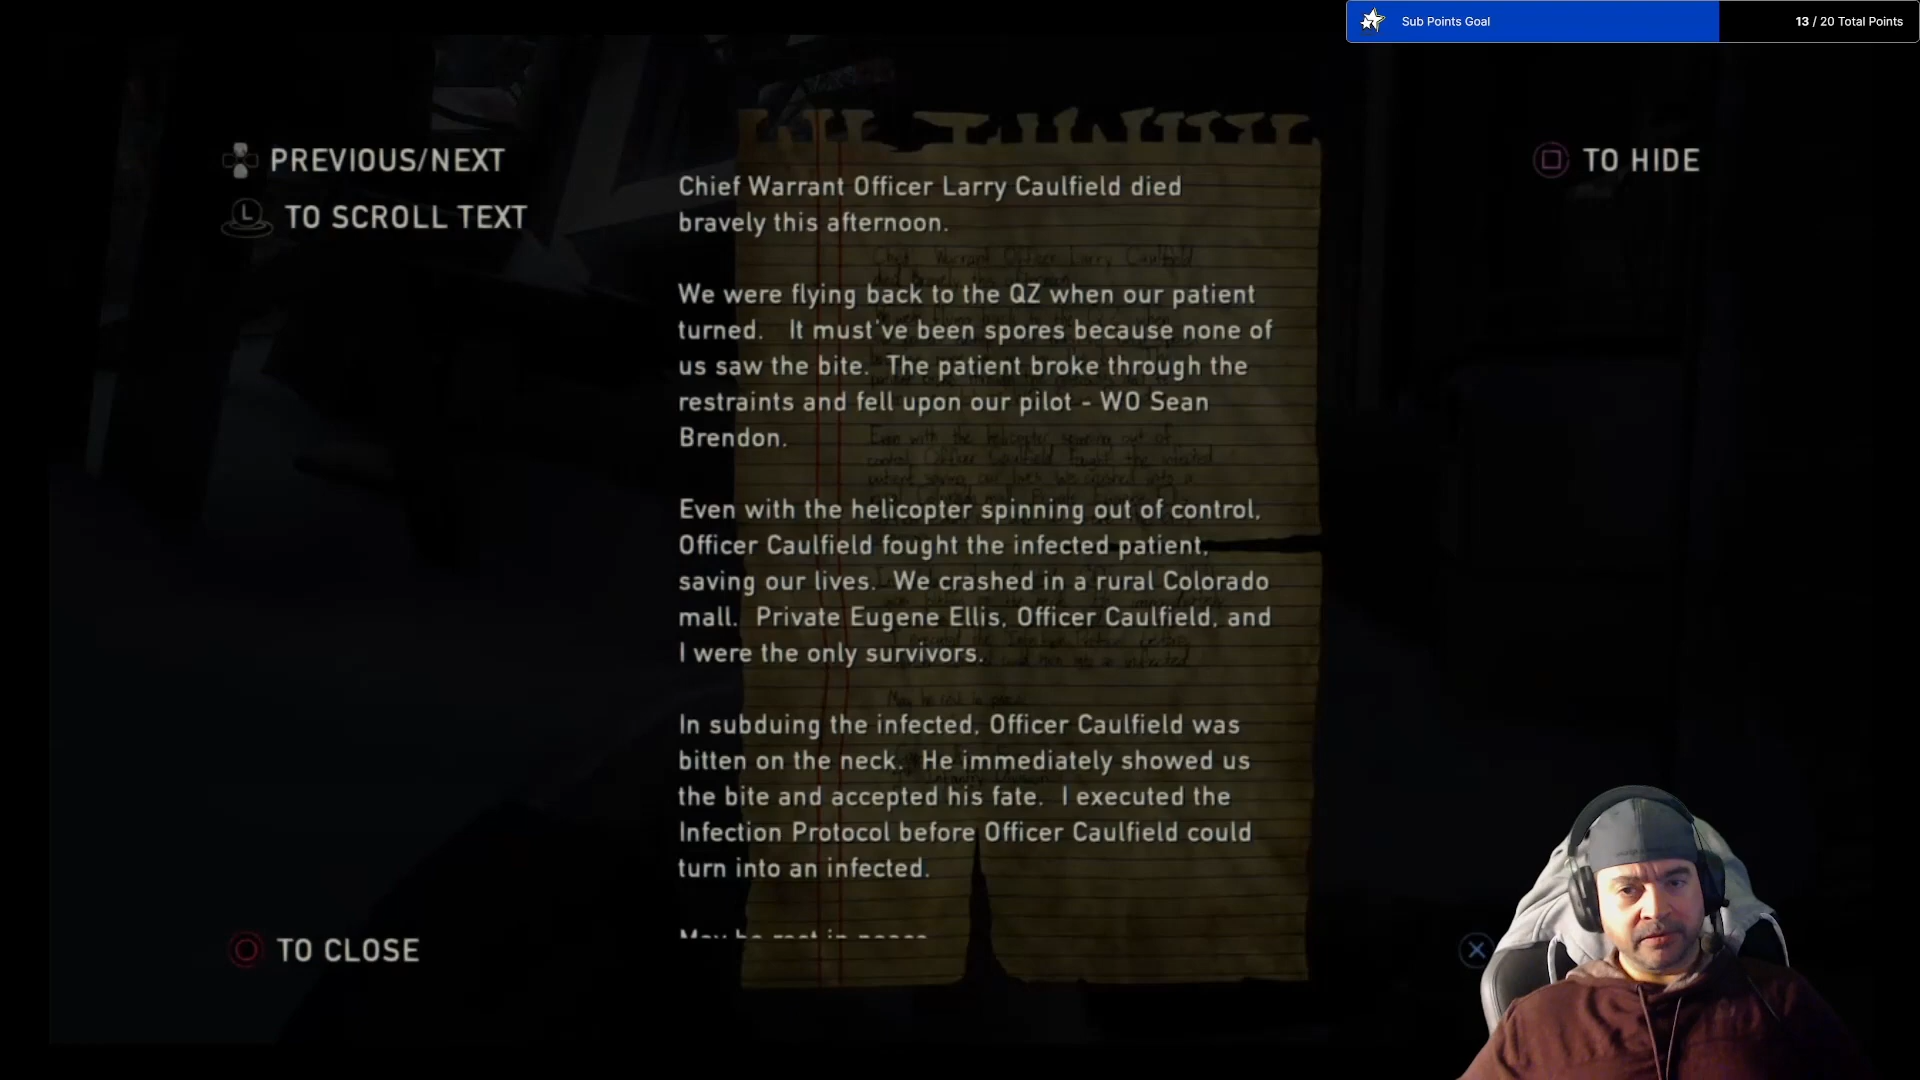 Sub Points Goal
13 / 20 Total Points
PREVIOUS/NEXT
L TO SCROLL TEXT
TO HIDE
Chief Warrant Officer Larry Caulfield died
bravely this afternoon.
We were flying back to the QZ when our patient
turned. It must've been spores because none of
us saw the bite. The patient broke through the
restraints and fell upon our pilot - WO Sean
Brendon.
Even with the helicopter spinning out of control,
Officer Caulfield fought the infected patient,
saving our lives. We crashed in a rural Colorado
mall. Private Eugene Ellis, Officer Caulfield, and
I were the only survivors.
In subduing the infected, Officer Caulfield was
bitten on the neck. He immediately showed us
the bite and accepted his fate. I executed the
Infection Protocol before Officer Caulfield could
turn into an infected.
May he rest in peace
TO CLOSE